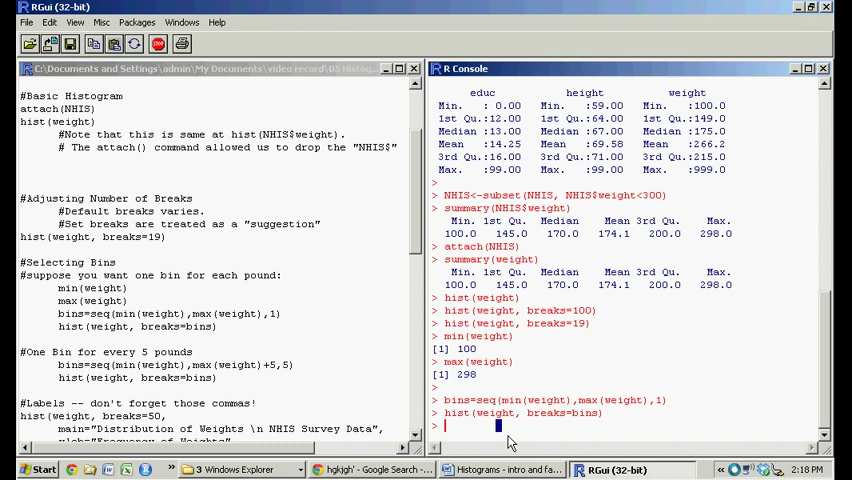 RGui (32-bit)
File Edit View Misc Packages Windows Help
STOP
C:\Documents and Settings\admin\My Documents\video record\05 Histog...
#Basic Histogram
attach(NHIS)
hist(weight)
#Note that this is same at hist(NHIS$weight).
# The attach() command allowed us to drop the "NHIS$"
#Adjusting Number of Breaks
#Default breaks varies.
#Set breaks are treated as a "suggestion"
hist(weight, breaks=19)
#Selecting Bins
#suppose you want one bin for each pound:
min(weight)
max(weight)
bins=seq(min(weight),max(weight),1)
hist(weight, breaks=bins)
#One Bin for every 5 pounds
bins=seq(min(weight),max(weight)+5,5)
hist(weight, breaks=bins)
#Labels -- don't forget those commas!
hist(weight, breaks=50,
main="Distribution of Weights \n NHIS Survey Data",
ylab="Frequency of Weights",
R Console
educ height weight
Min. : 0.00 Min. :59.00 Min. :100.0
1st Qu.:12.00 1st Qu.:64.00 1st Qu.:149.0
Median :13.00 Median :67.00 Median :175.0
Mean :14.25 Mean :69.58 Mean :266.2
3rd Qu.:16.00 3rd Qu.:71.00 3rd Qu.:215.0
Max. :99.00 Max. :99.00 Max. :999.0
>
> NHIS<-subset(NHIS, NHIS$weight<300)
> summary(NHIS$weight)
Min. 1st Qu. Median Mean 3rd Qu. Max.
100.0 145.0 170.0 174.1 200.0 298.0
> attach(NHIS)
> summary(weight)
Min. 1st Qu. Median Mean 3rd Qu. Max.
100.0 145.0 170.0 174.1 200.0 298.0
> hist(weight)
> hist(weight, breaks=100)
> hist(weight, breaks=19)
> min(weight)
[1] 100
> max(weight)
[1] 298
>
> bins=seq(min(weight),max(weight),1)
> hist(weight, breaks=bins)
>
Start
3 Windows Explorer
hgkjgh' - Google Search -...
Histograms - intro and fa...
RGui (32-bit)
2:18 PM